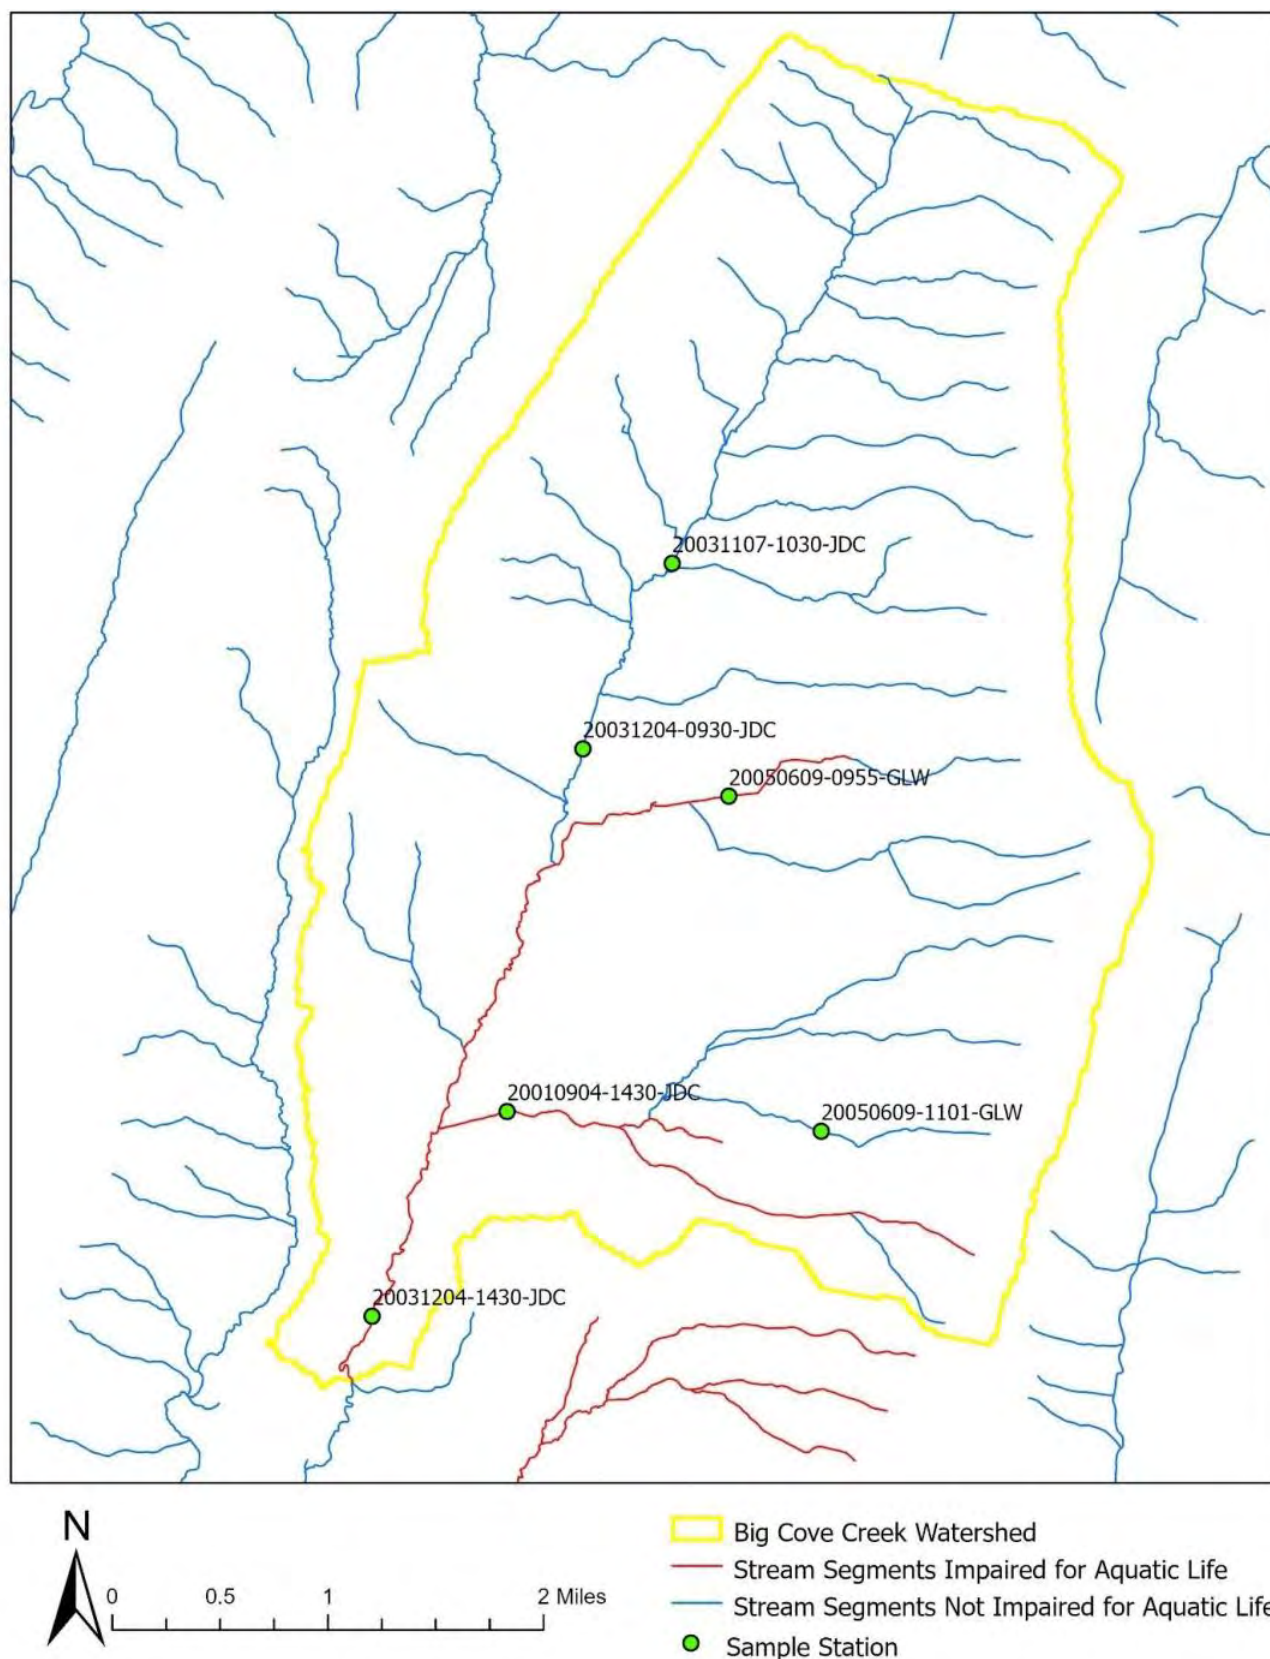 20031107-1030-JDC
20031204-0930-JDC
20050609-0955-GLW
20010904-1430-JDC
20050609-1101-GLW
20031204-1430-JDC
N
0 0.5 1 2 Miles
Big Cove Creek Watershed
Stream Segments Impaired for Aquatic Life
Stream Segments Not Impaired for Aquatic Life
Sample Station